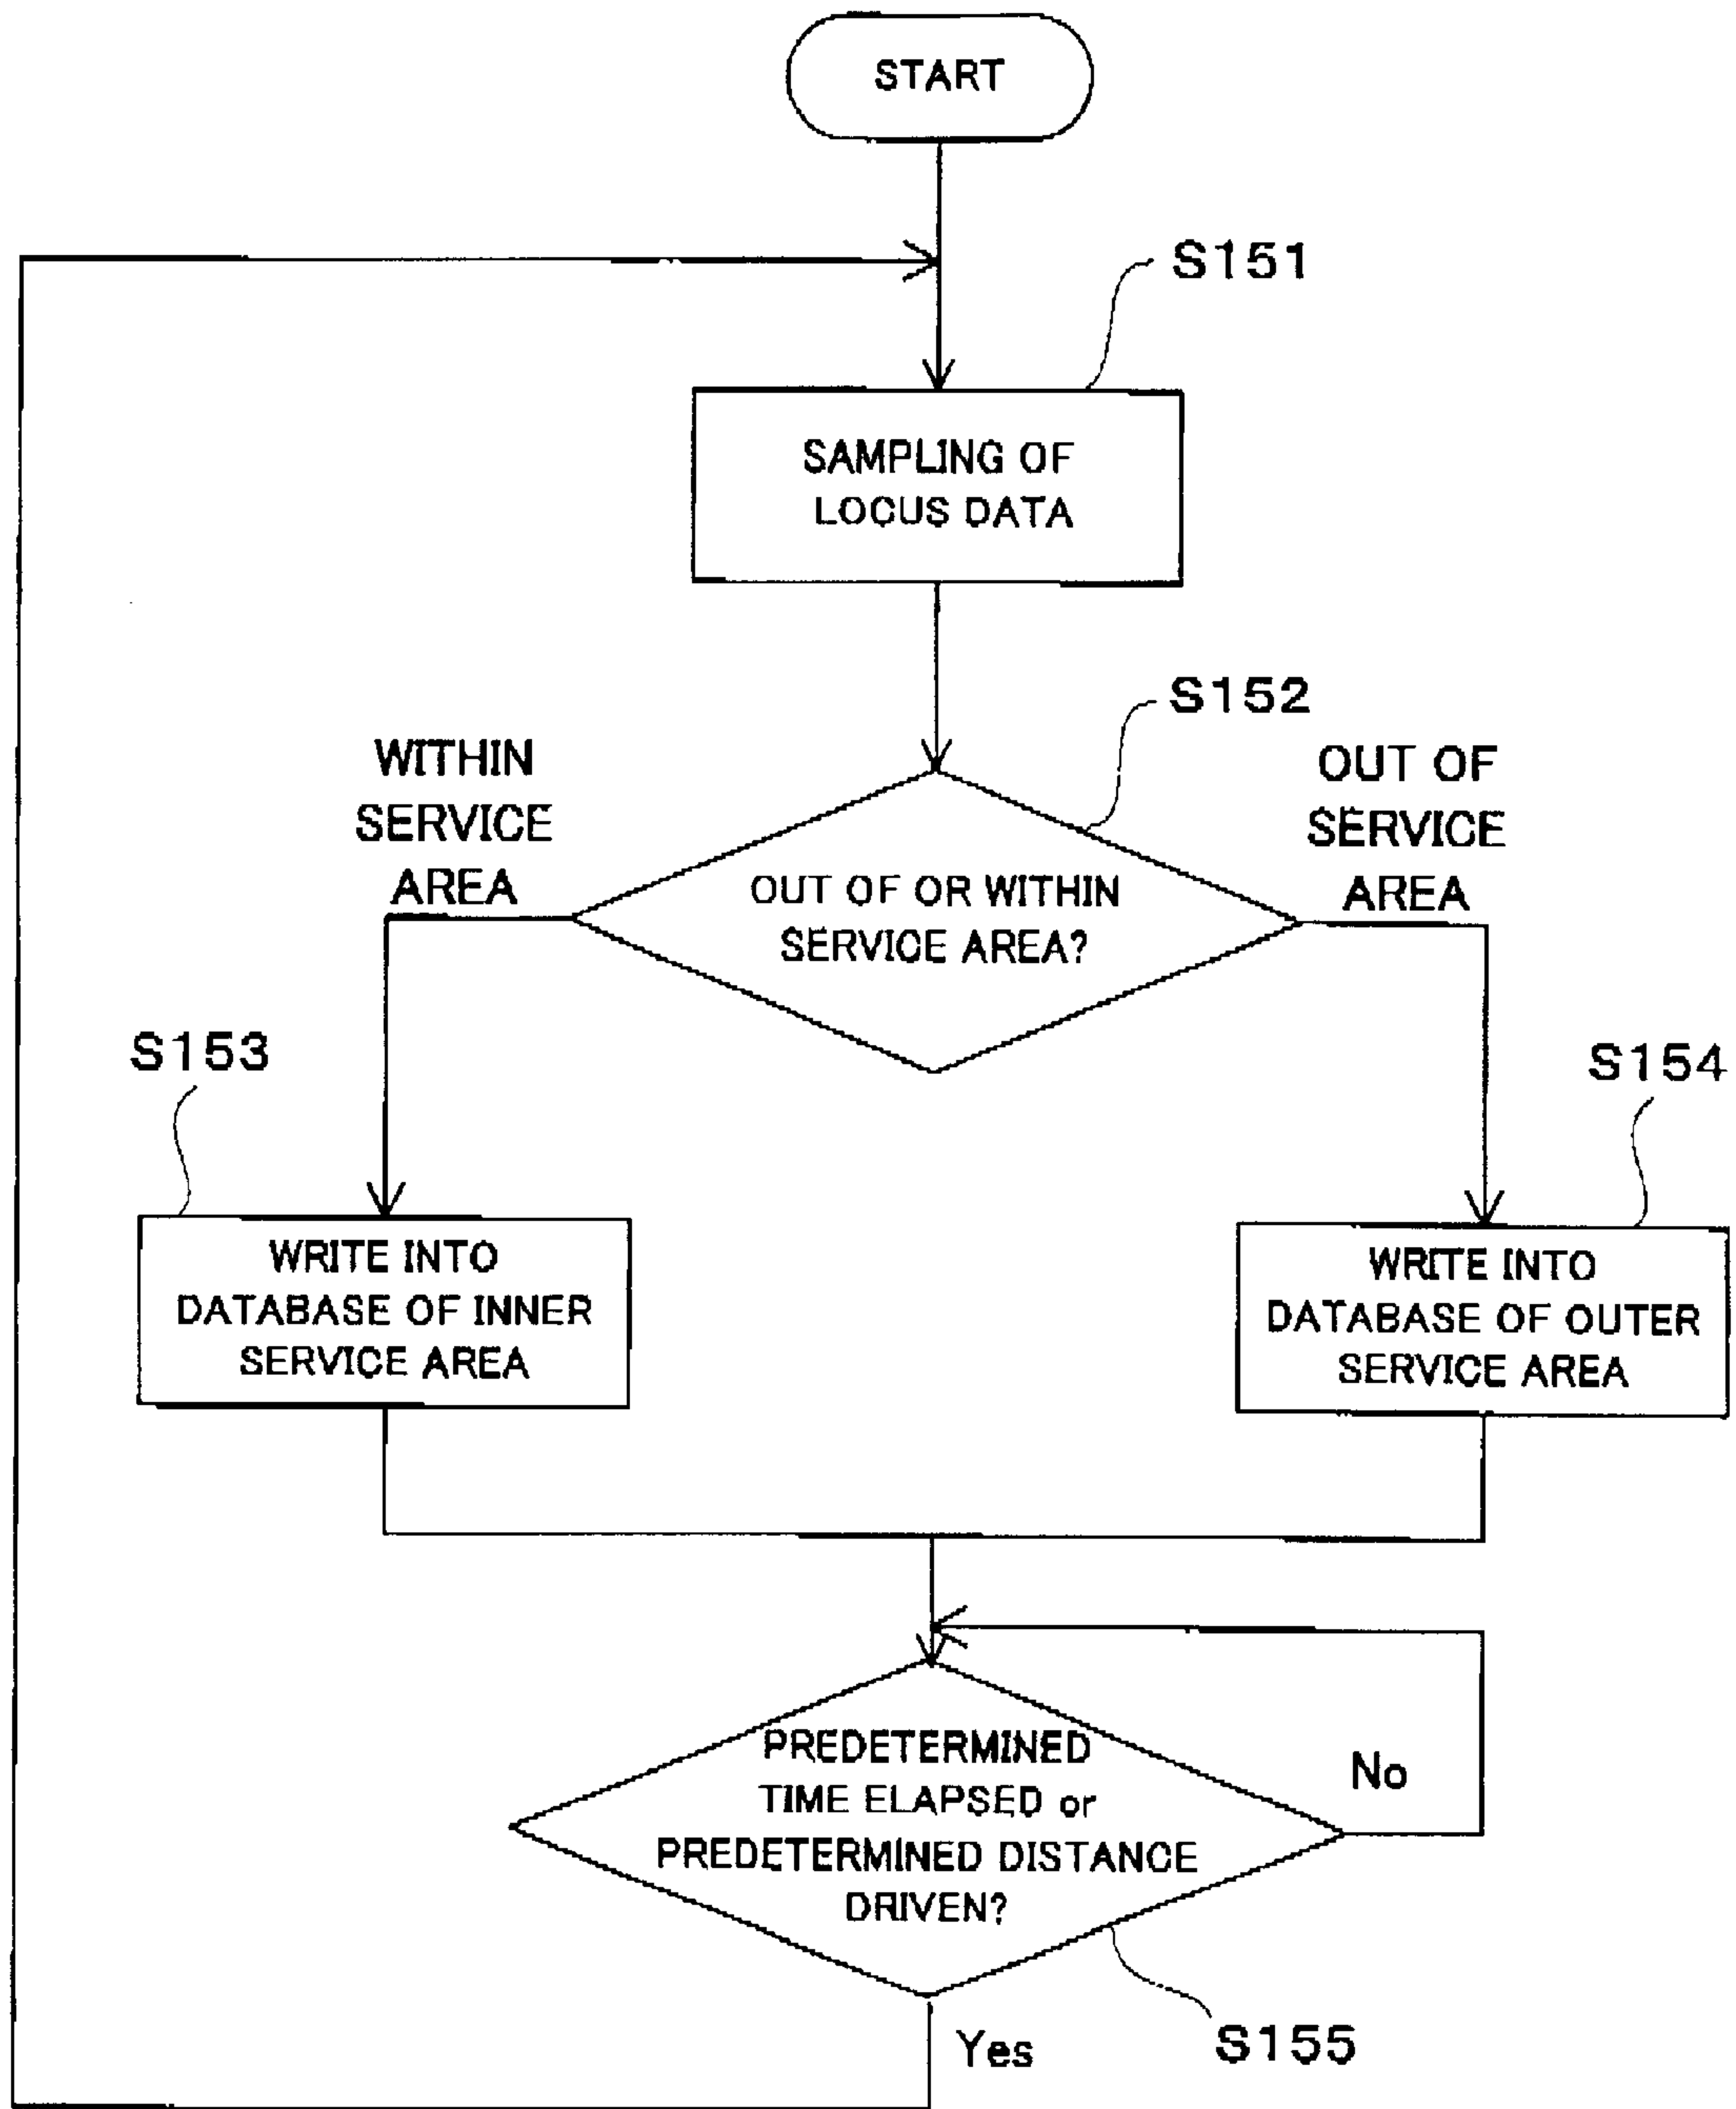 START
S151
SAMPLING OF
LOCUS DATA
S152
WITHIN
SERVICE
AREA
OUT OF
SERVICE
AREA
OUT OF OR WITHIN
SERVICE AREA?
S153
S154
WRITE INTO
DATABASE OF INNER
SERVICE AREA
WRITE INTO
DATABASE OF OUTER
SERVICE AREA
PREDETERMINED
TIME ELAPSED or
PREDETERMINED DISTANCE
DRIVEN?
No
Yes
S155